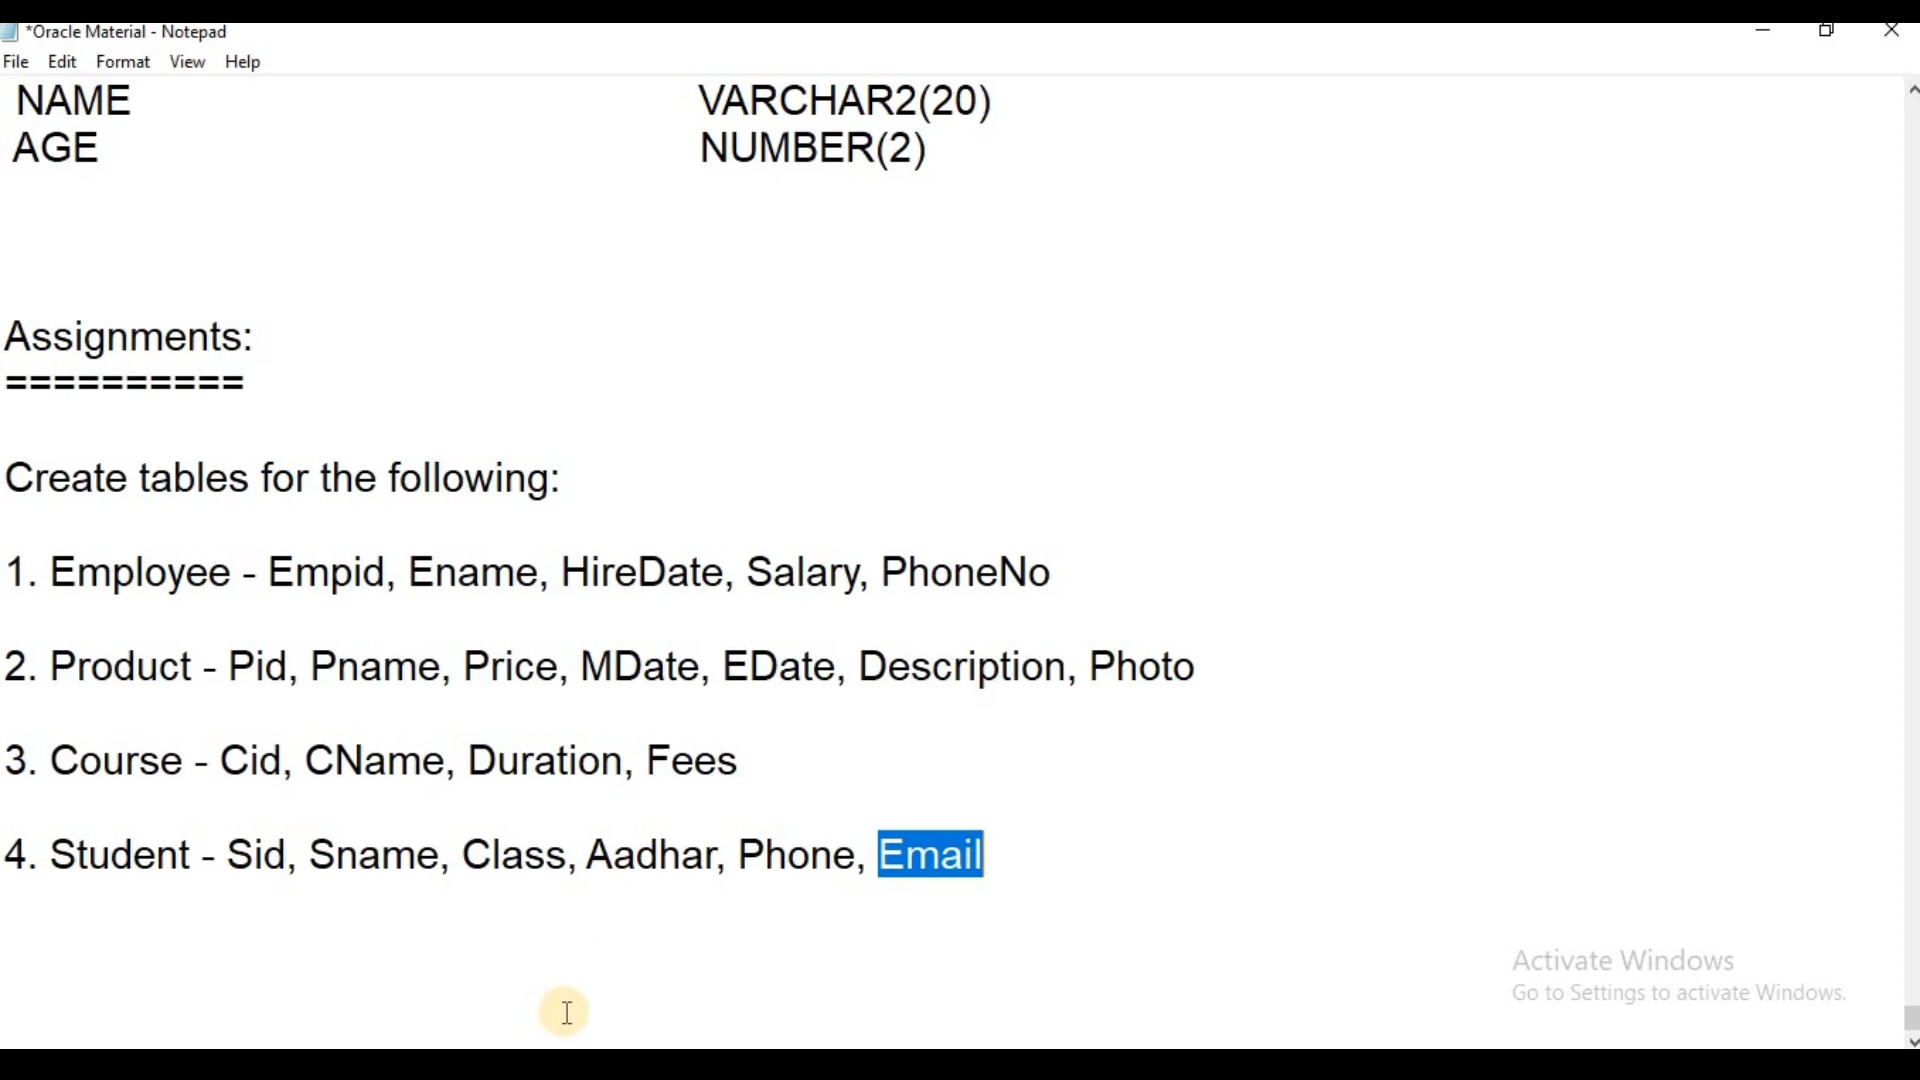 *Oracle Material - Notepad
File Edit Format View Help
NAME VARCHAR2(20)
AGE NUMBER(2)
Assignments:
==========
Create tables for the following:
1. Employee - Empid, Ename, HireDate, Salary, PhoneNo
2. Product - Pid, Pname, Price, MDate, EDate, Description, Photo
3. Course - Cid, CName, Duration, Fees
4. Student - Sid, Sname, Class, Aadhar, Phone, Email
Activate Windows
Go to Settings to activate Windows.